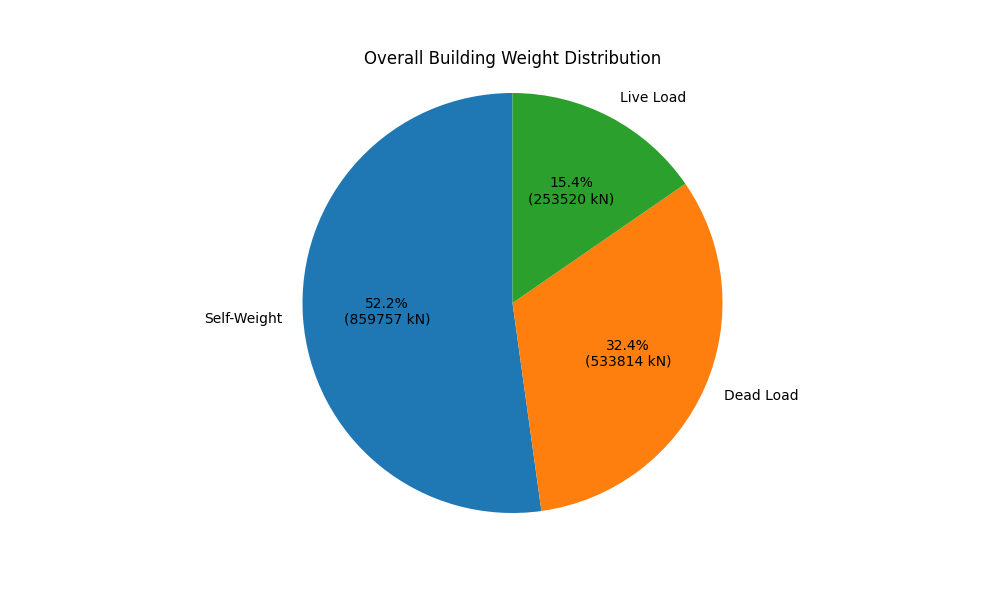 Overall Building Weight Distribution
Live Load
15.4%
(253520 kN)
52.2%
(859757 kN)
Self-Weight
32.4%
(533814 kN)
Dead Load